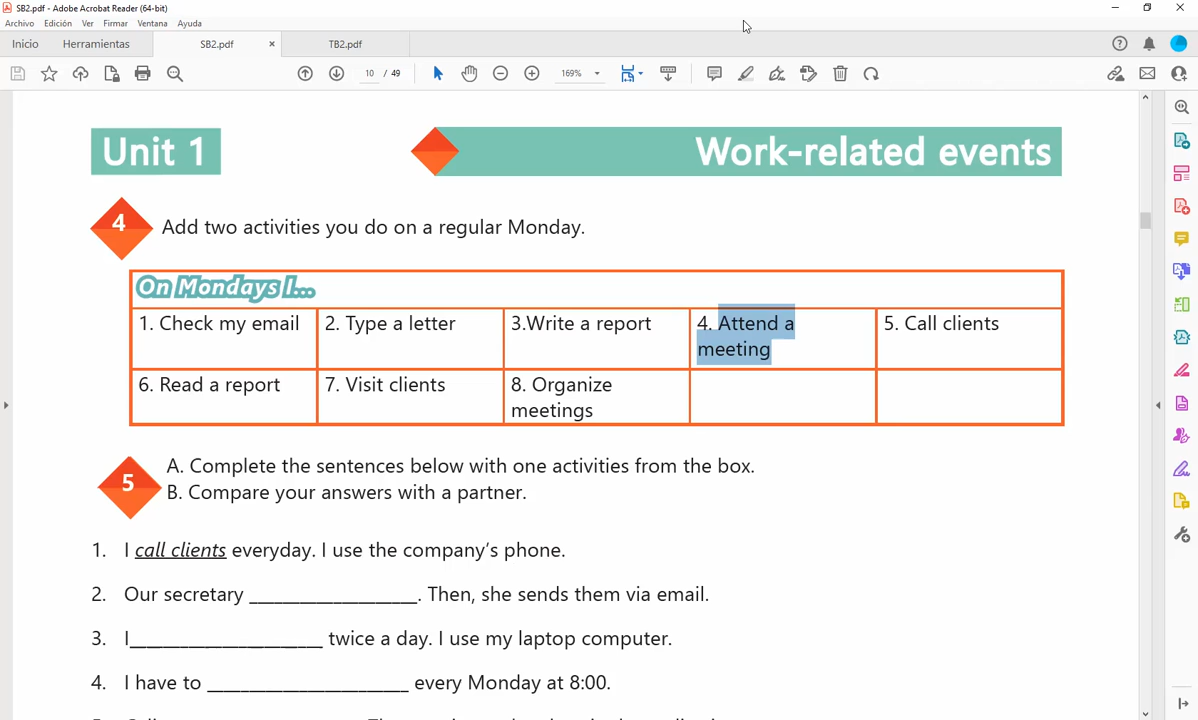 SB2.pdf - Adobe Acrobat Reader (64-bit)
Archivo Edición Ver Firmar Ventana Ayuda
Inicio Herramientas SB2.pdf × TB2.pdf
10 / 49 169%
Unit 1 Work-related events
4 Add two activities you do on a regular Monday.
On Mondays I...
1. Check my email 2. Type a letter 3.Write a report 4. Attend a 5. Call clients
meeting
6. Read a report 7. Visit clients 8. Organize
meetings
5 A. Complete the sentences below with one activities from the box.
B. Compare your answers with a partner.
1. I call clients everyday. I use the company's phone.
2. Our secretary ___________________. Then, she sends them via email.
3. I___________________ twice a day. I use my laptop computer.
4. I have to ____________________ every Monday at 8:00.